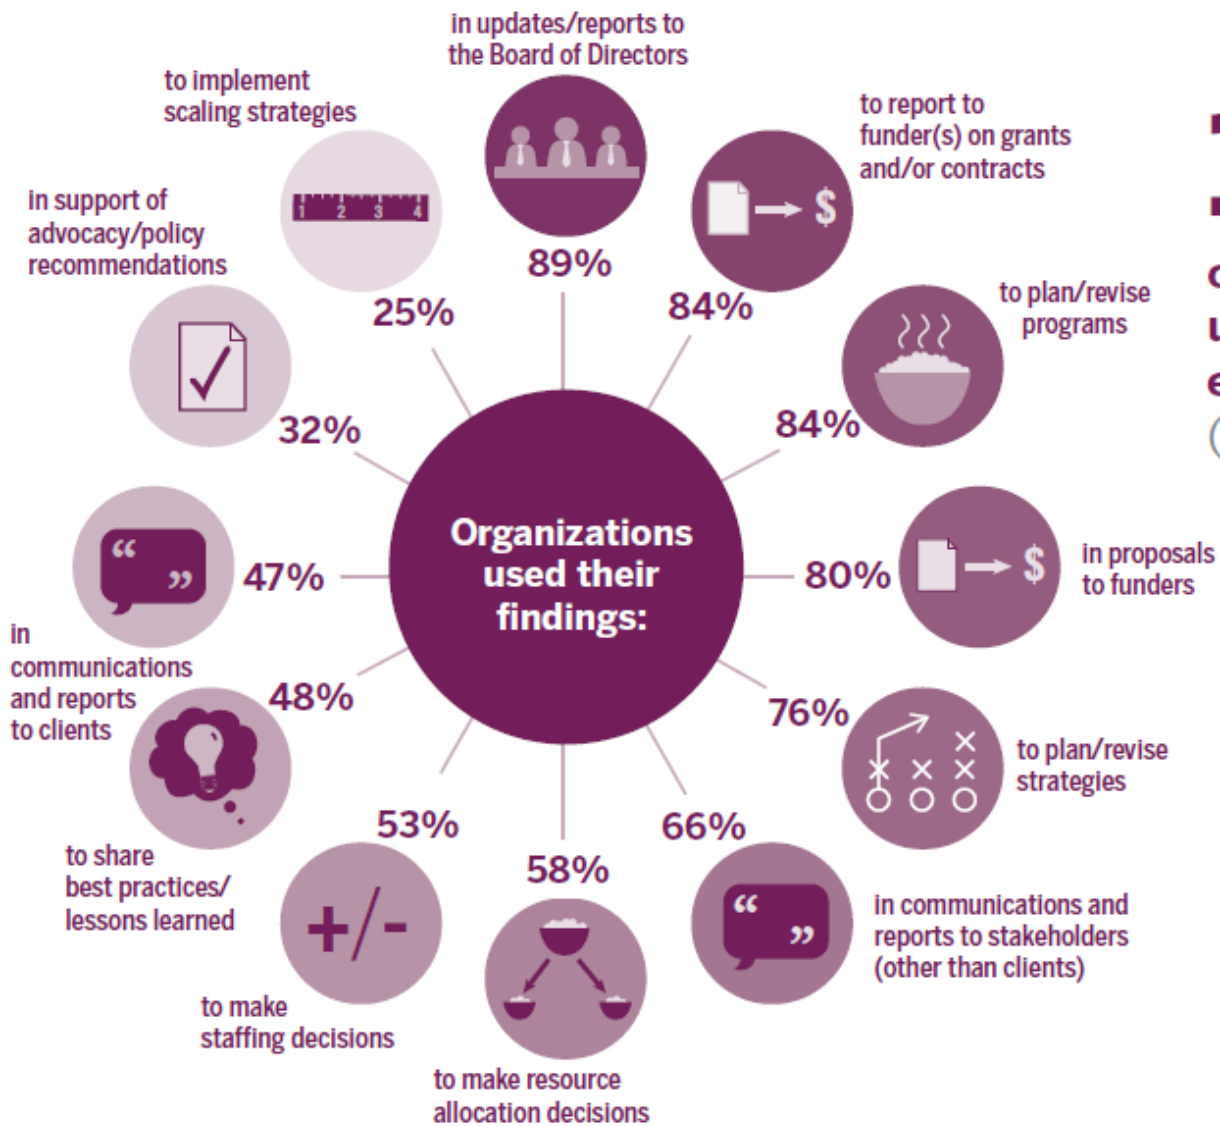 in updates/reports to
the Board of Directors
89%
to report to
funder(s) on grants
and/or contracts
$
84%
to plan/revise
programs
84%
in proposals
to funders
$
80%
to plan/revise
strategies
76%
in communications and
reports to stakeholders
(other than clients)
“
”
66%
to make resource
allocation decisions
58%
to make
staffing decisions
+/-
53%
to share
best practices/
lessons learned
48%
in
communications
and reports
to clients
“
”
47%
in support of
advocacy/policy
recommendations
32%
to implement
scaling strategies
1 2 3 4
25%
Organizations
used their
findings: